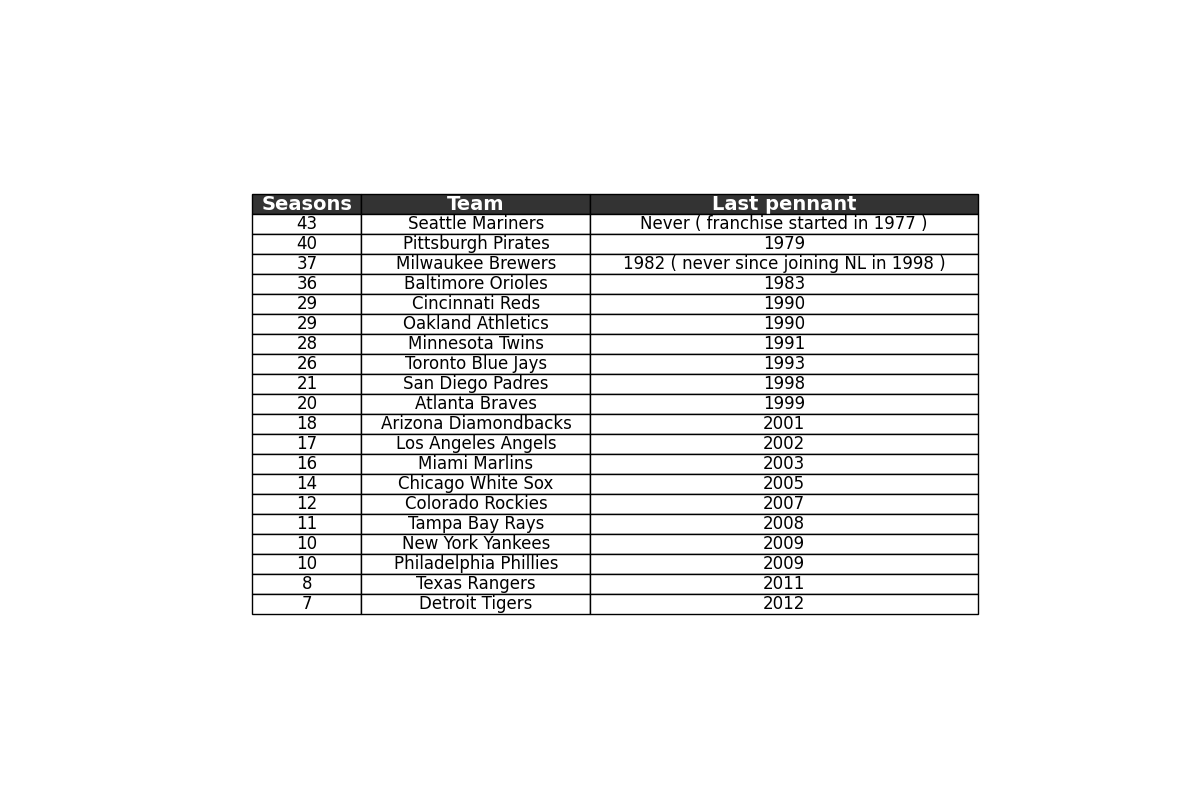 Seasons Team Last pennant
43 Seattle Mariners Never ( franchise started in 1977 )
40 Pittsburgh Pirates 1979
37 Milwaukee Brewers 1982 ( never since joining NL in 1998 )
36 Baltimore Orioles 1983
29 Cincinnati Reds 1990
29 Oakland Athletics 1990
28 Minnesota Twins 1991
26 Toronto Blue Jays 1993
21 San Diego Padres 1998
20 Atlanta Braves 1999
18 Arizona Diamondbacks 2001
17 Los Angeles Angels 2002
16 Miami Marlins 2003
14 Chicago White Sox 2005
12 Colorado Rockies 2007
11 Tampa Bay Rays 2008
10 New York Yankees 2009
10 Philadelphia Phillies 2009
8 Texas Rangers 2011
7 Detroit Tigers 2012